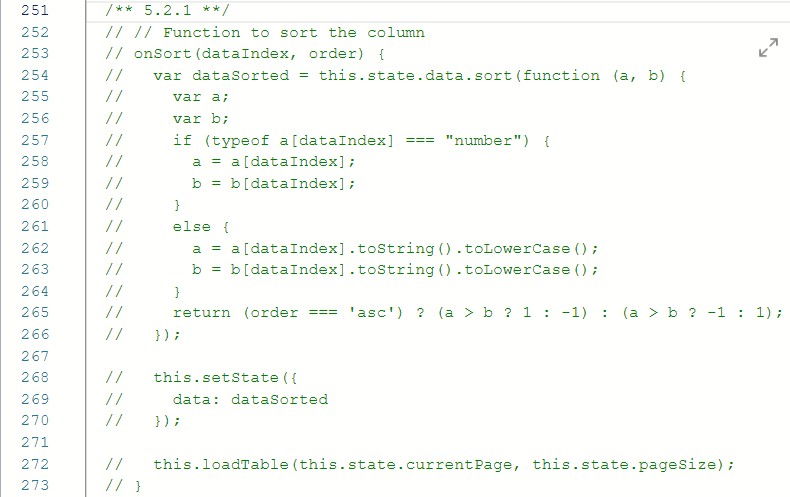 251 /** 5.2.1 **/
252 // // Function to sort the column
253 // onSort(dataIndex, order) {
254 //   var dataSorted = this.state.data.sort(function (a, b) {
255 //     var a;
256 //     var b;
257 //     if (typeof a[dataIndex] === "number") {
258 //       a = a[dataIndex];
259 //       b = b[dataIndex];
260 //     }
261 //     else {
262 //       a = a[dataIndex].toString().toLowerCase();
263 //       b = b[dataIndex].toString().toLowerCase();
264 //     }
265 //     return (order === 'asc') ? (a > b ? 1 : -1) : (a > b ? -1 : 1);
266 //   });
267
268 //   this.setState({
269 //     data: dataSorted
270 //   });
271
272 //   this.loadTable(this.state.currentPage, this.state.pageSize);
273 // }